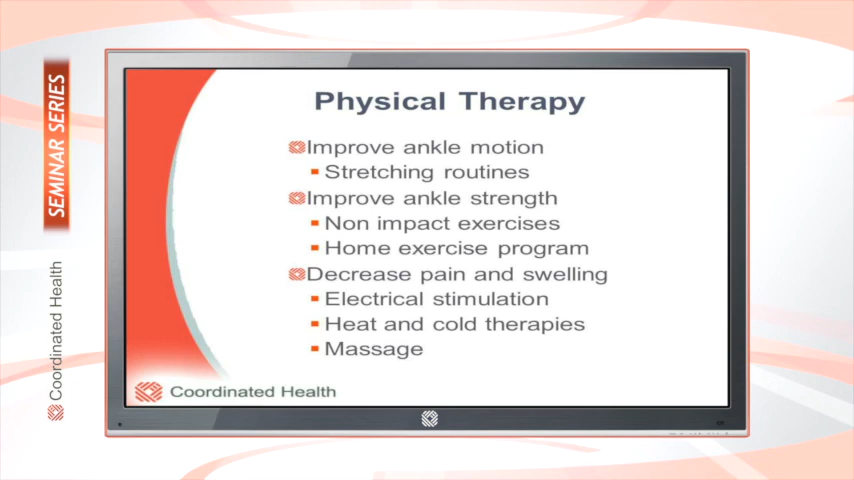 SEMINAR SERIES
Coordinated Health
Physical Therapy
Improve ankle motion
Stretching routines
Improve ankle strength
Non impact exercises
Home exercise program
Decrease pain and swelling
Electrical stimulation
Heat and cold therapies
Massage
Coordinated Health